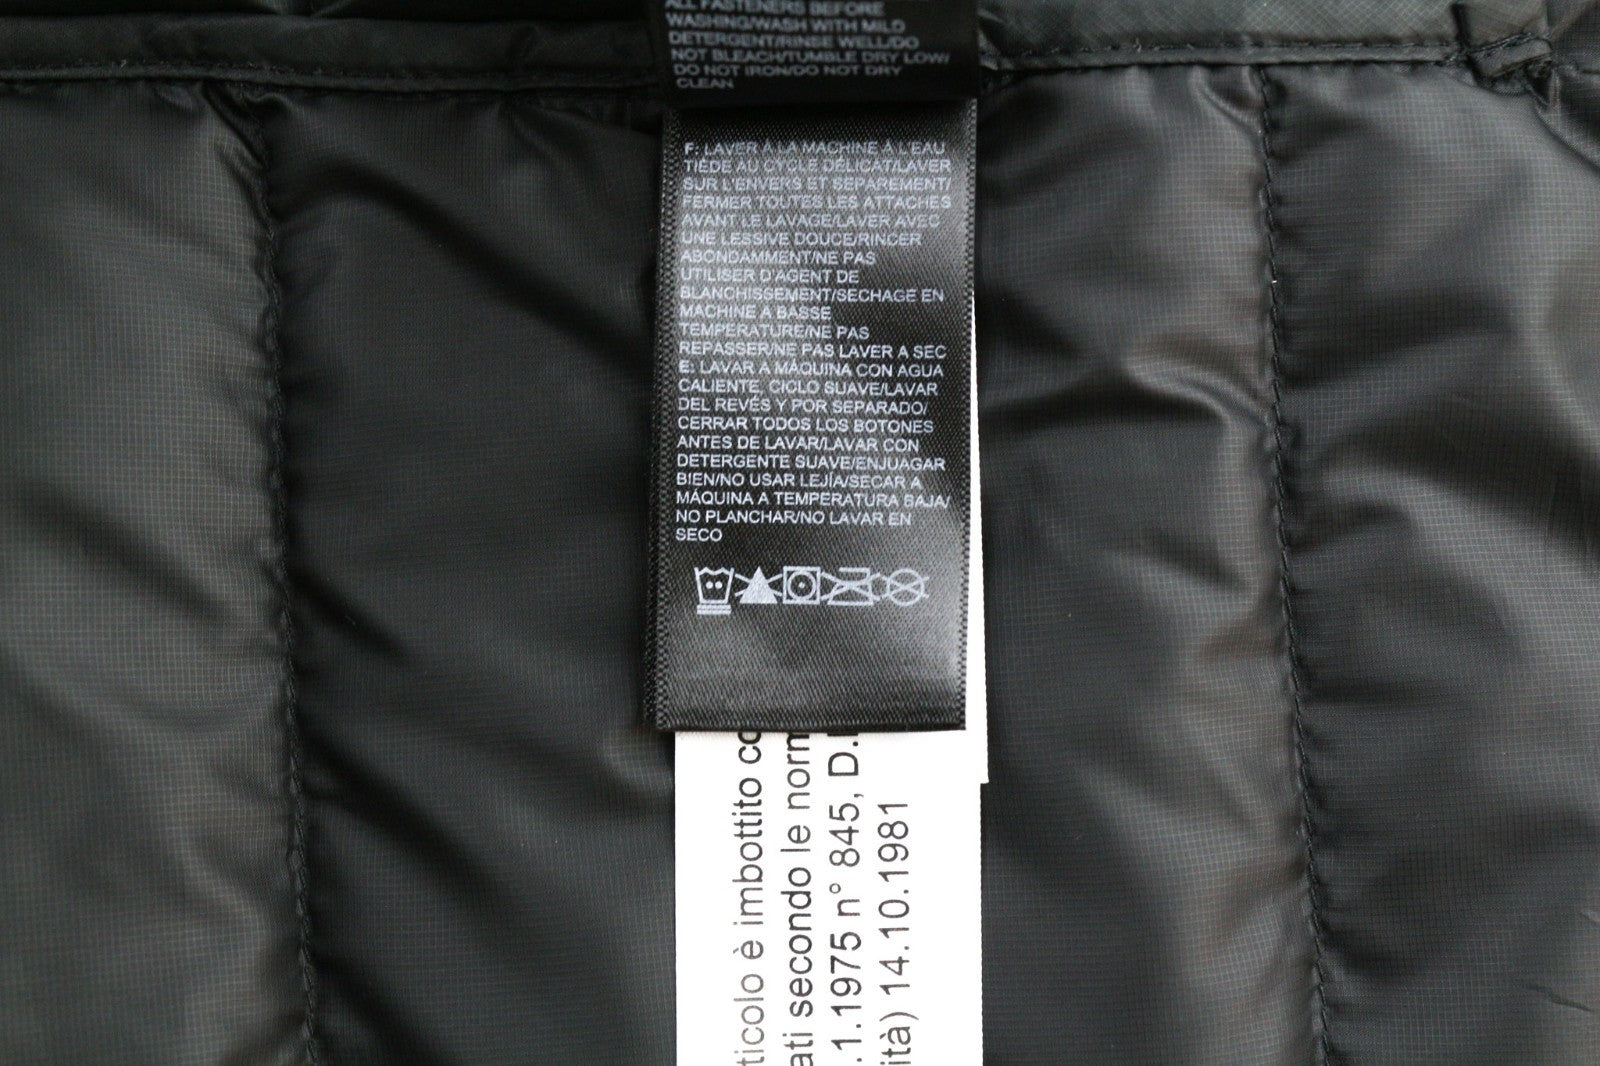 ALL FASTENERS BEFORE
WASHING/WASH WITH MILD
DETERGENT/RINSE WELL/DO
NOT BLEACH/TUMBLE DRY LOW/
DO NOT IRON/DO NOT DRY
CLEAN
F: LAVER À LA MACHINE À L'EAU
TIÈDE AU CYCLE DÉLICAT/LAVER
SUR L'ENVERS ET SEPAREMENT/
FERMER TOUTES LES ATTACHES
AVANT LE LAVAGE/LAVER AVEC
UNE LESSIVE DOUCE/RINCER
ABONDAMMENT/NE PAS
UTILISER D'AGENT DE
BLANCHISSEMENT/SECHAGE EN
MACHINE A BASSE
TEMPERATURE/NE PAS
REPASSER/NE PAS LAVER A SEC
E: LAVAR A MÁQUINA CON AGUA
CALIENTE, CICLO SUAVE/LAVAR
DEL REVÉS Y POR SEPARADO/
CERRAR TODOS LOS BOTONES
ANTES DE LAVAR/LAVAR CON
DETERGENTE SUAVE/ENJUAGAR
BIEN/NO USAR LEJÍA/SECAR A
MÁQUINA A TEMPERATURA BAJA/
NO PLANCHAR/NO LAVAR EN
SECO
ticolo è imbottito co
ati secondo le norm
.1.1975 n° 845, D.
ità) 14.10.1981